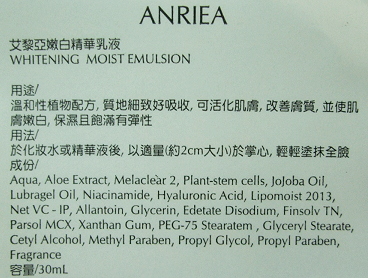 ANRIEA
艾黎亞嫩白精華乳液
WHITENING MOIST EMULSION
用途/
溫和性植物配方, 質地細致好吸收, 可活化肌膚, 改善膚質, 並使肌
膚嫩白, 保濕且飽滿有彈性
用法/
於化妝水或精華液後, 以適量(約2cm大小)於掌心, 輕輕塗抹全臉
成份/
Aqua, Aloe Extract, Melaclear 2, Plant-stem cells, JoJoba Oil,
Lubragel Oil, Niacinamide, Hyaluronic Acid, Lipomoist 2013,
Net VC - IP, Allantoin, Glycerin, Edetate Disodium, Finsolv TN,
Parsol MCX, Xanthan Gum, PEG-75 Stearatem , Glyceryl Stearate,
Cetyl Alcohol, Methyl Paraben, Propyl Glycol, Propyl Paraben,
Fragrance
容量/30mL